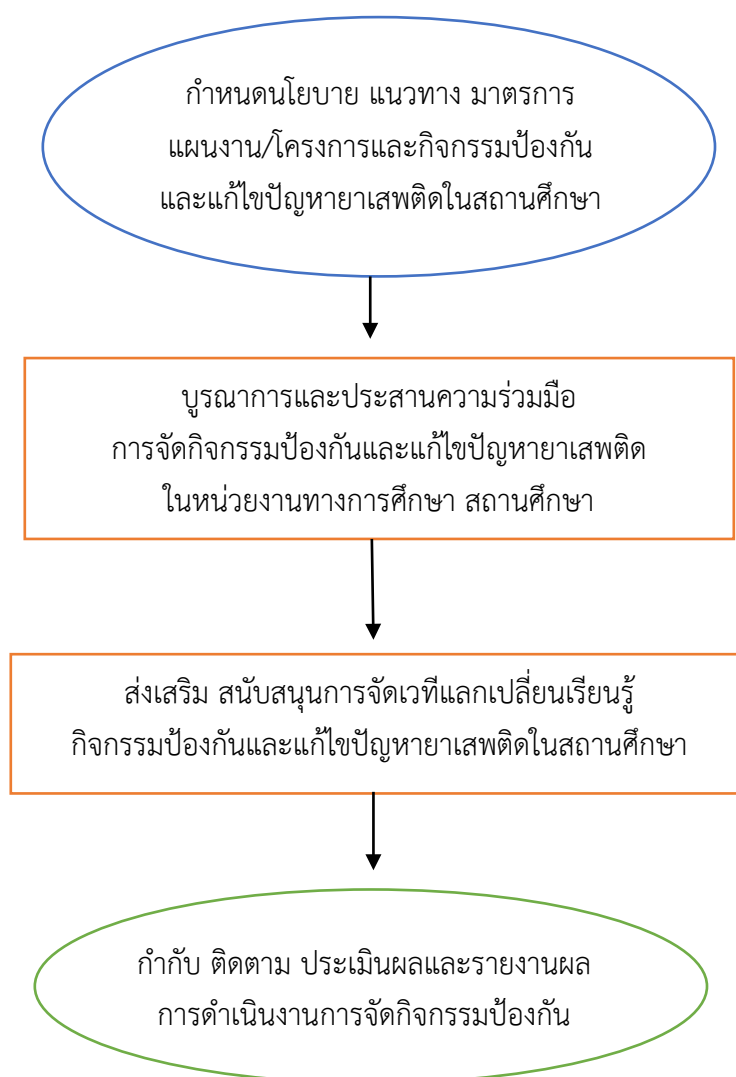 กำหนดนโยบาย แนวทาง มาตรการ
แผนงาน/โครงการและกิจกรรมป้องกัน
และแก้ไขปัญหายาเสพติดในสถานศึกษา
บูรณาการและประสานความร่วมมือ
การจัดกิจกรรมป้องกันและแก้ไขปัญหายาเสพติด
ในหน่วยงานทางการศึกษา สถานศึกษา
ส่งเสริม สนับสนุนการจัดเวทีแลกเปลี่ยนเรียนรู้
กิจกรรมป้องกันและแก้ไขปัญหายาเสพติดในสถานศึกษา
กำกับ ติดตาม ประเมินผลและรายงานผล
การดำเนินงานการจัดกิจกรรมป้องกัน